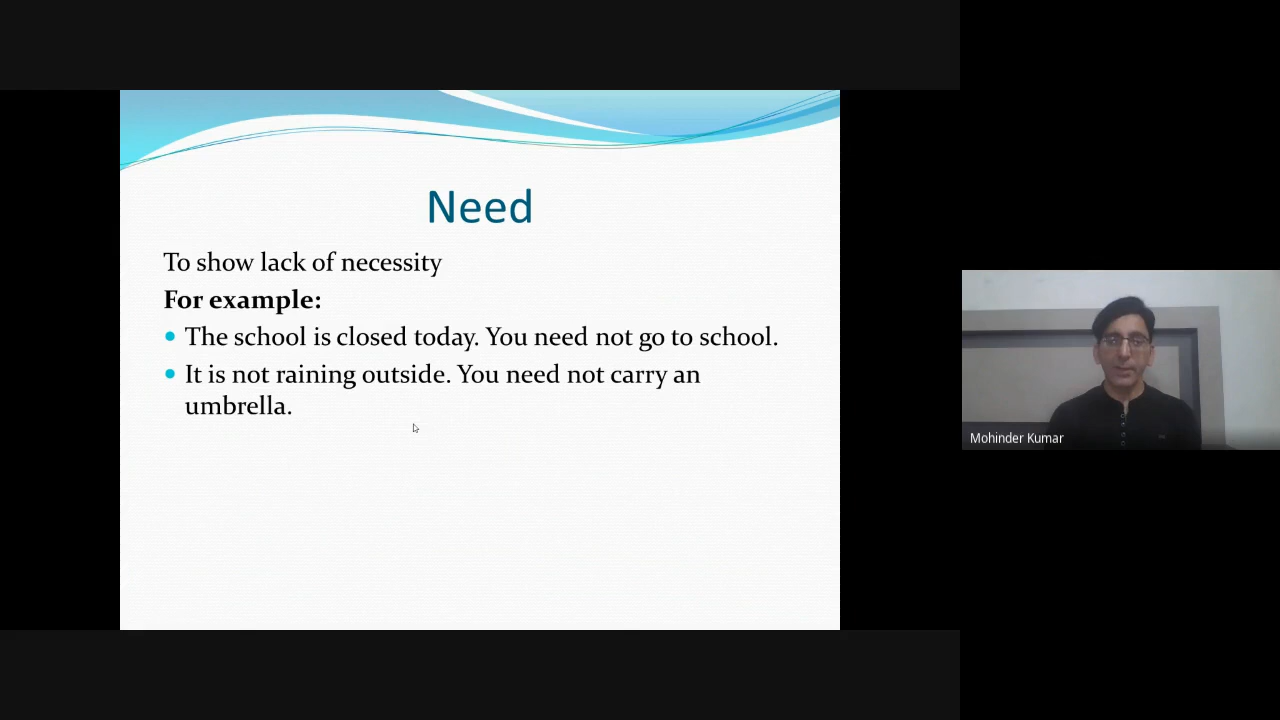 Need
To show lack of necessity
For example:
The school is closed today. You need not go to school.
It is not raining outside. You need not carry an
umbrella.
Mohinder Kumar